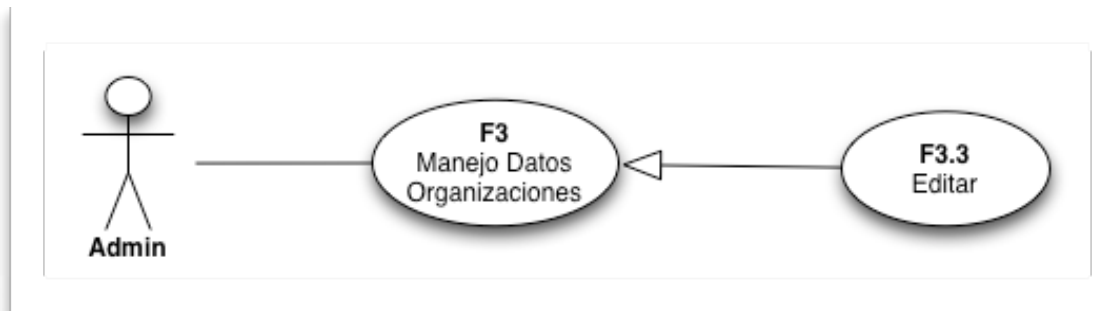 F3
Manejo Datos
Organizaciones
F3.3
Editar
Admin